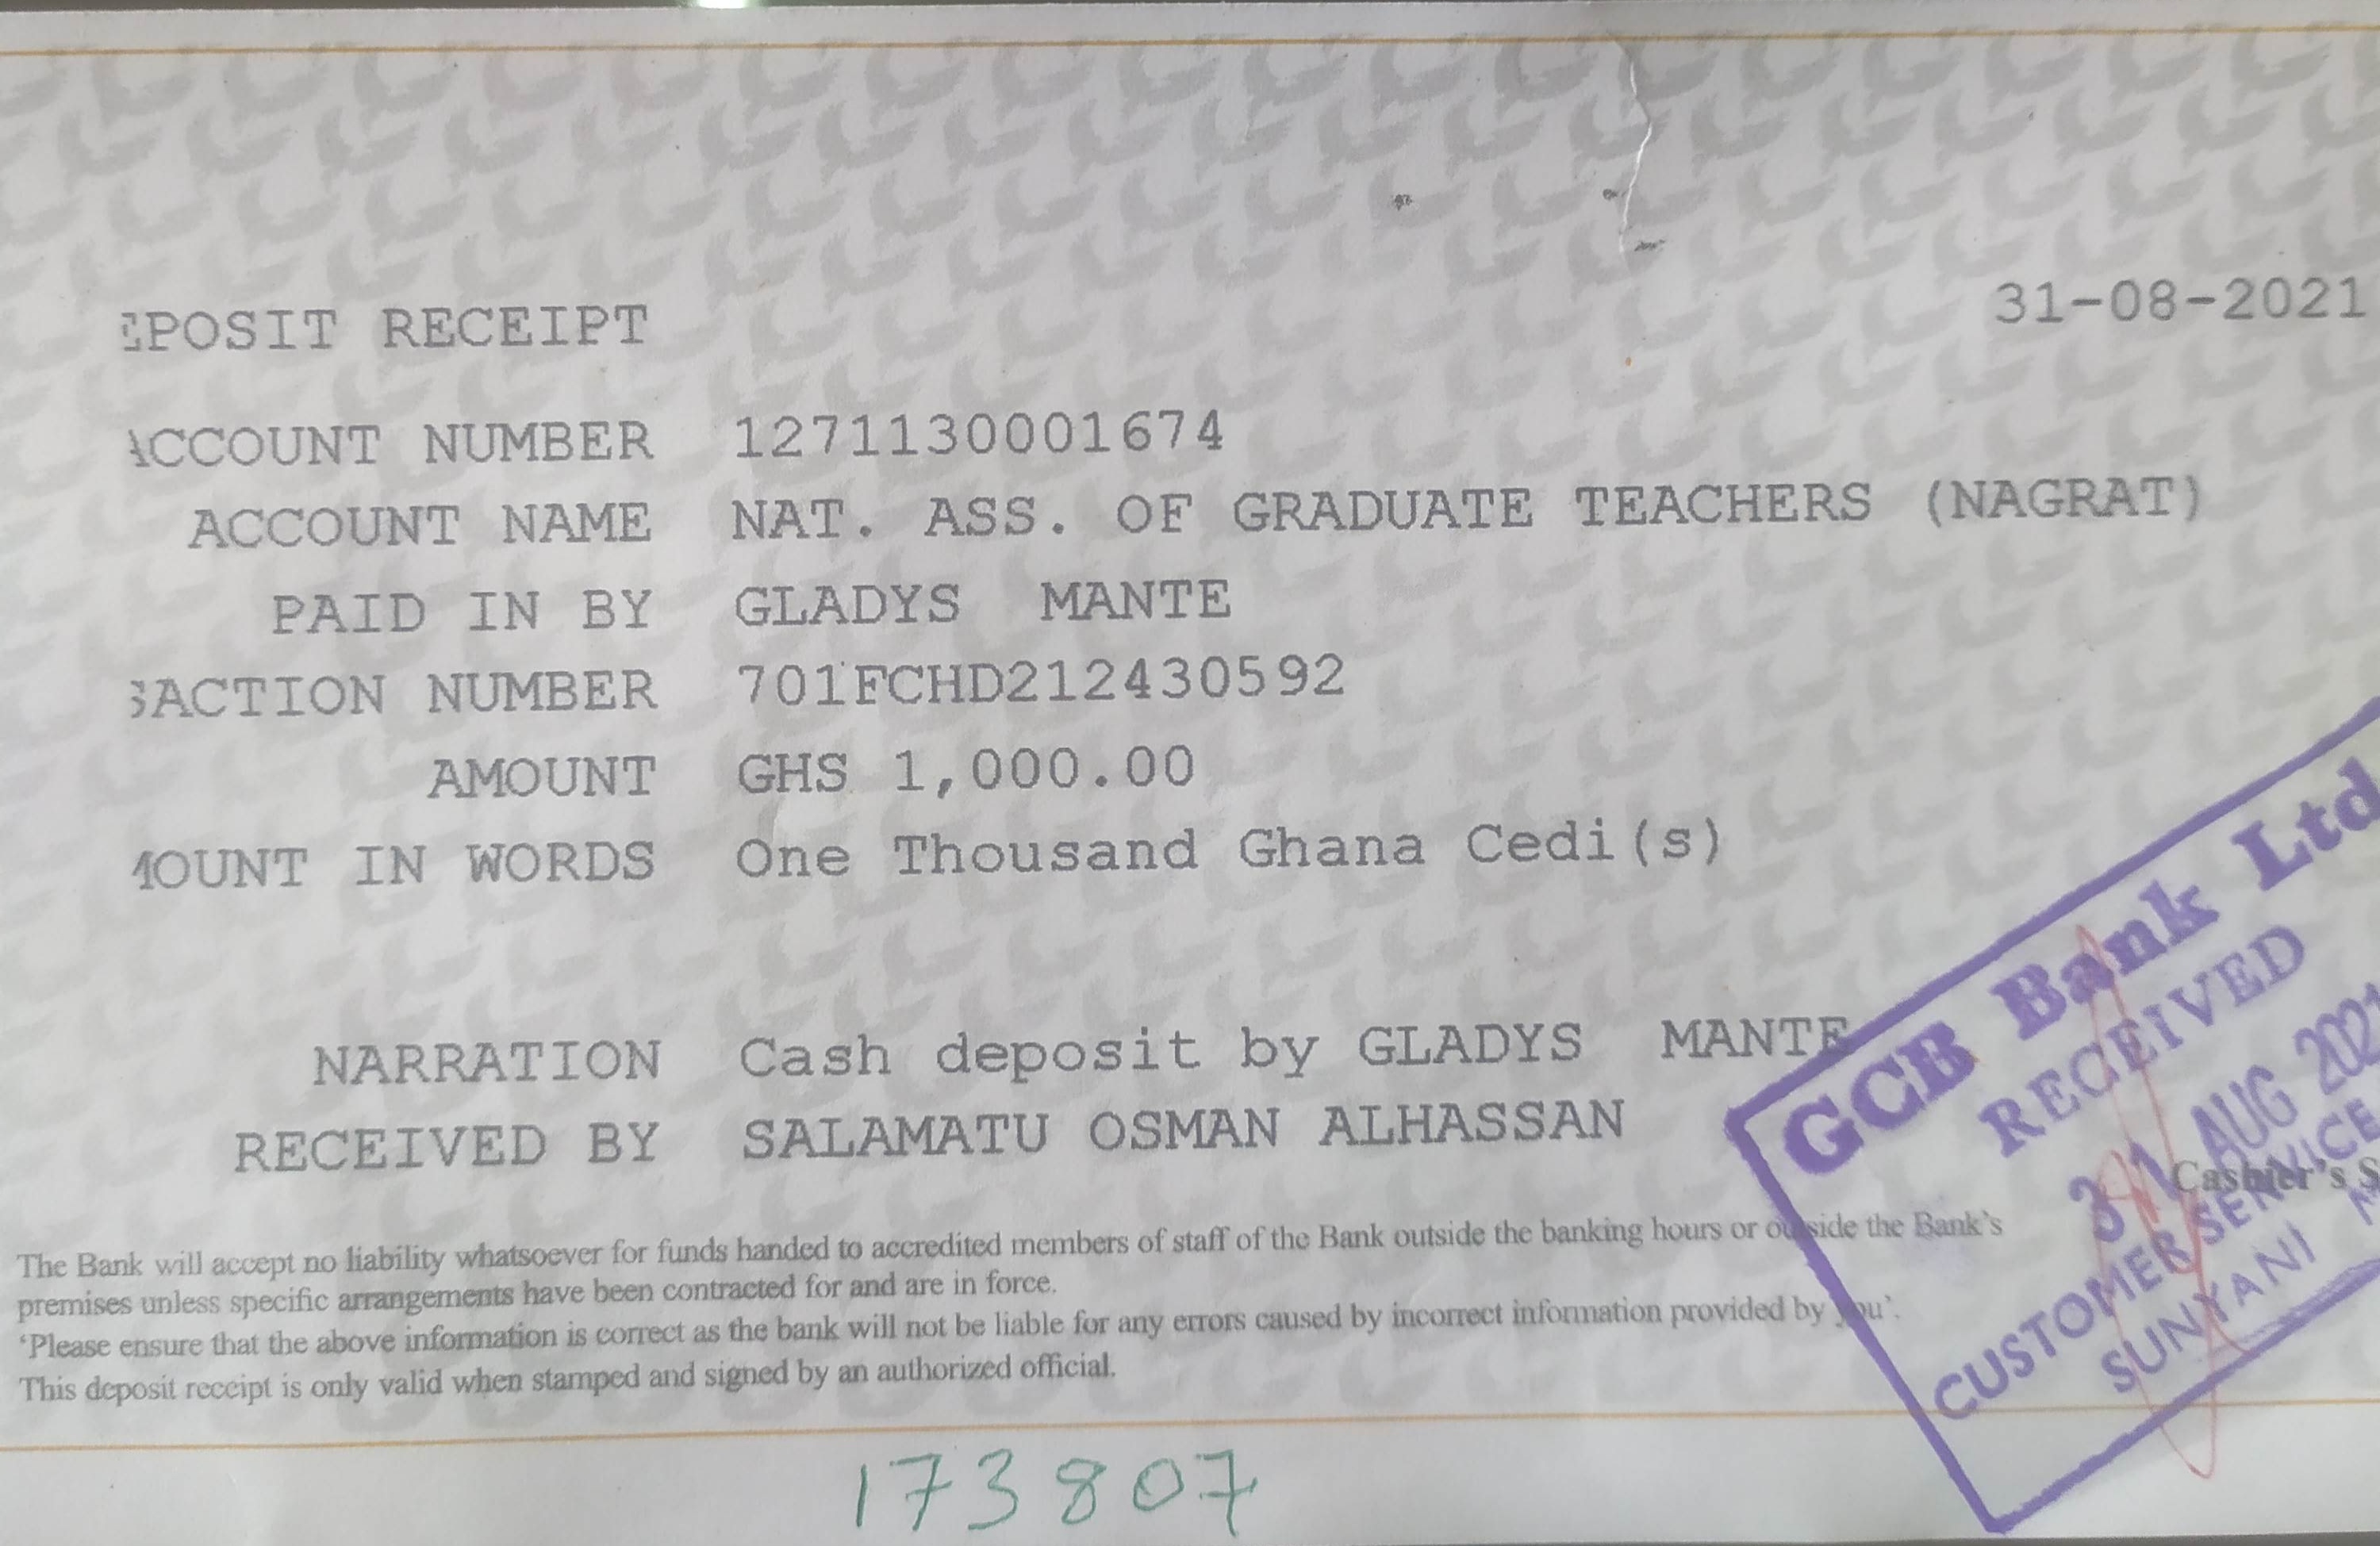 EPOSIT RECEIPT
31-08-2021
ACCOUNT NUMBER 1271130001674
ACCOUNT NAME NAT. ASS. OF GRADUATE TEACHERS (NAGRAT)
PAID IN BY GLADYS MANTE
SACTION NUMBER 701FCHD212430592
AMOUNT GHS 1,000.00
MOUNT IN WORDS One Thousand Ghana Cedi(s)
NARRATION Cash deposit by GLADYS MANTE
RECEIVED BY SALAMATU OSMAN ALHASSAN
GCB Bank Ltd
RECEIVED
31 AUG 2021
Cashier's S
CUSTOMER SERVICE
SUNYANI
The Bank will accept no liability whatsoever for funds handed to accredited members of staff of the Bank outside the banking hours or outside the Bank's
premises unless specific arrangements have been contracted for and are in force.
'Please ensure that the above information is correct as the bank will not be liable for any errors caused by incorrect information provided by you'.
This deposit receipt is only valid when stamped and signed by an authorized official.
173807